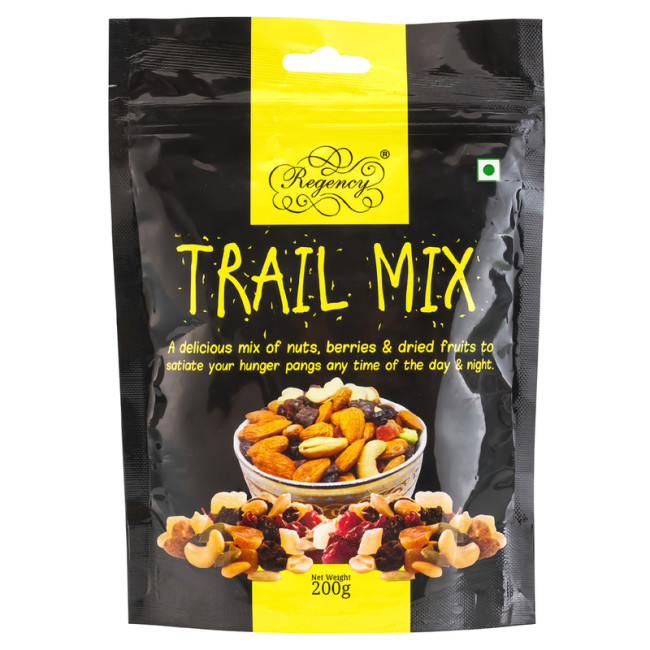 Regency®
TRAIL MIX
A delicious mix of nuts, berries & dried fruits to
satiate your hunger pangs any time of the day & night.
Net Weight
200g